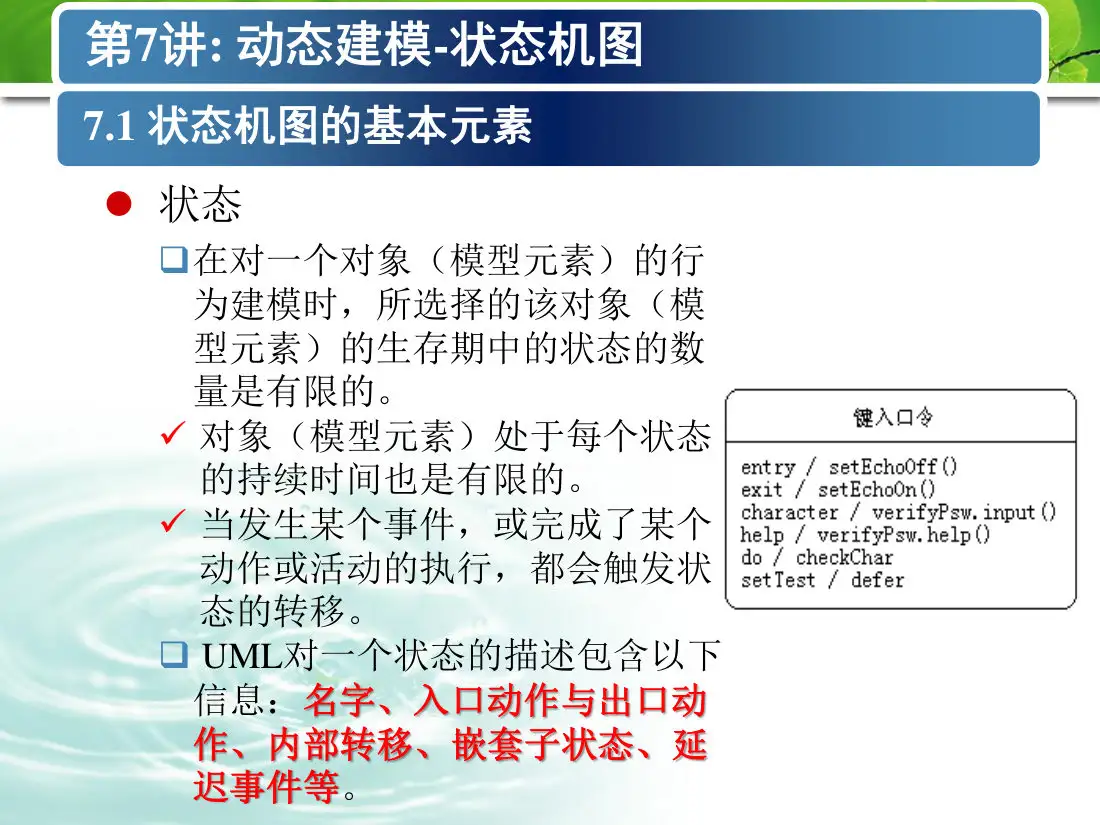 第7讲: 动态建模-状态机图
7.1 状态机图的基本元素
状态
在对一个对象（模型元素）的行
为建模时，所选择的该对象（模
型元素）的生存期中的状态的数
量是有限的。
对象（模型元素）处于每个状态
的持续时间也是有限的。
当发生某个事件，或完成了某个
动作或活动的执行，都会触发状
态的转移。
UML对一个状态的描述包含以下
信息：名字、入口动作与出口动
作、内部转移、嵌套子状态、延
迟事件等。
键入口令
entry / setEchoOff()
exit / setEchoOn()
character / verifyPsw.input()
help / verifyPsw.help()
do / checkChar
setTest / defer